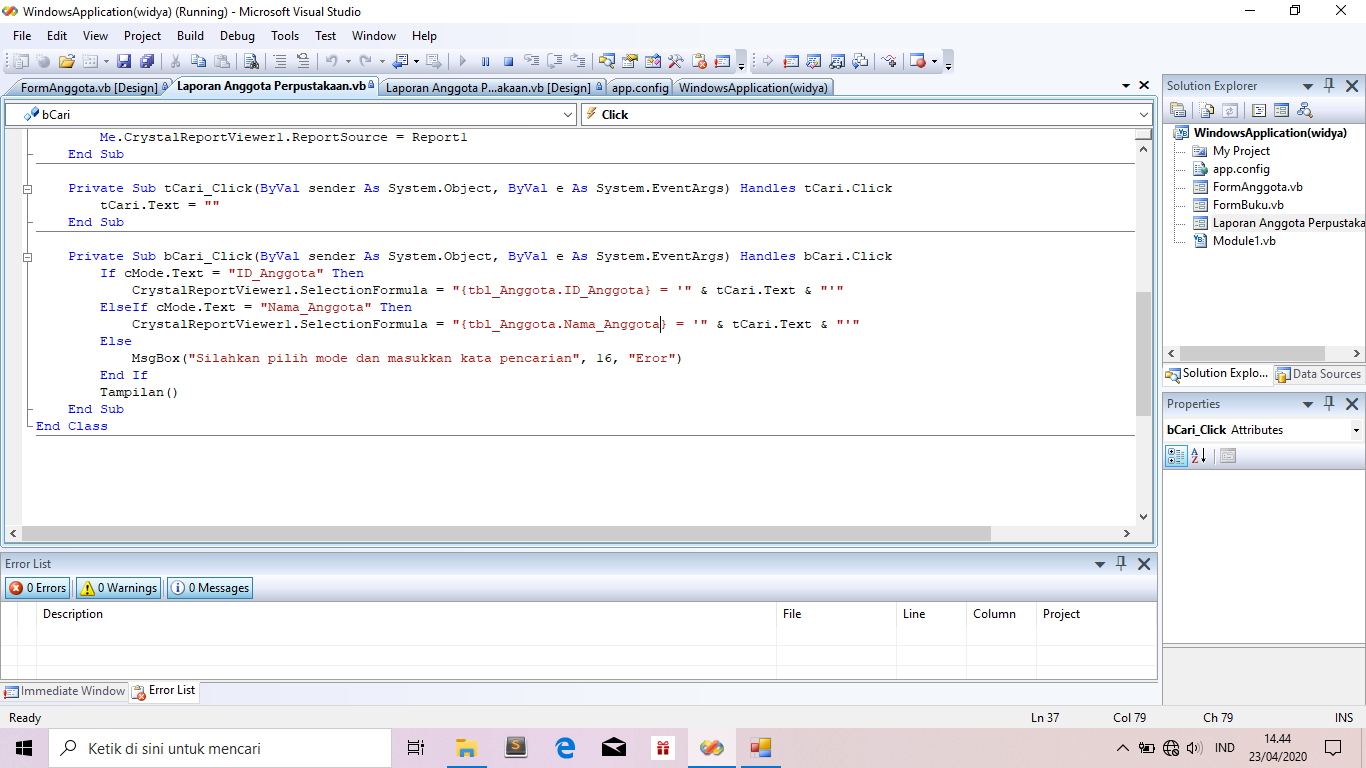 WindowsApplication(widya) (Running) - Microsoft Visual Studio
File Edit View Project Build Debug Tools Test Window Help
FormAnggota.vb [Design] Laporan Anggota Perpustakaan.vb Laporan Anggota P...akaan.vb [Design] app.config WindowsApplication(widya)
bCari Click
Me.CrystalReportViewer1.ReportSource = Report1
End Sub
Private Sub tCari_Click(ByVal sender As System.Object, ByVal e As System.EventArgs) Handles tCari.Click
tCari.Text = ""
End Sub
Private Sub bCari_Click(ByVal sender As System.Object, ByVal e As System.EventArgs) Handles bCari.Click
If cMode.Text = "ID_Anggota" Then
CrystalReportViewer1.SelectionFormula = "{tbl_Anggota.ID_Anggota} = '" & tCari.Text & "'"
ElseIf cMode.Text = "Nama_Anggota" Then
CrystalReportViewer1.SelectionFormula = "{tbl_Anggota.Nama_Anggota} = '" & tCari.Text & "'"
Else
MsgBox("Silahkan pilih mode dan masukkan kata pencarian", 16, "Eror")
End If
Tampilan()
End Sub
End Class
Solution Explorer
WindowsApplication(widya)
My Project
app.config
FormAnggota.vb
FormBuku.vb
Laporan Anggota Perpustaka
Module1.vb
Solution Explo... Data Sources
Properties
bCari_Click Attributes
Error List
0 Errors 0 Warnings 0 Messages
Description File Line Column Project
Immediate Window Error List
Ready Ln 37 Col 79 Ch 79 INS
Ketik di sini untuk mencari
IND
14.44
23/04/2020